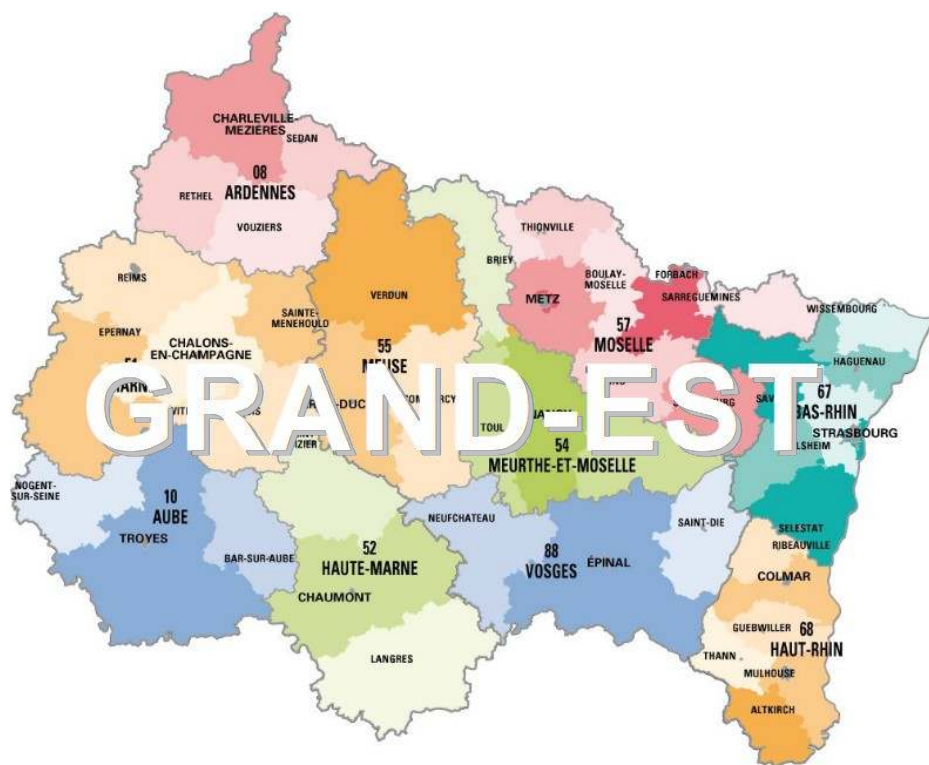 CHARLEVILLE-
MEZIÈRES
SEDAN
08
ARDENNES
RETHEL
VOUZIERS
THIONVILLE
BRIEY
BOULAY-
MOSELLE
FORBACH
SARREGUEMINES
METZ
57
MOSELLE
WISSEMBOURG
HAGUENAU
REIMS
VERDUN
SAINTE-
MENEHOULD
EPERNAY
CHALONS-
EN-CHAMPAGNE
55
MEUSE
GRAND-EST
67
BAS-RHIN
STRASBOURG
TOUL
54
MEURTHE-ET-MOSELLE
NOGENT-
SUR-SEINE
10
AUBE
TROYES
BAR-SUR-AUBE
NEUFCHATEAU
SAINT-DIE
52
HAUTE-MARNE
CHAUMONT
88
VOSGES
ÉPINAL
SELESTAT
RIBEAUVILLE
COLMAR
GUEBWILLER
68
HAUT-RHIN
LANGRES
THANN
MULHOUSE
ALTKIRCH